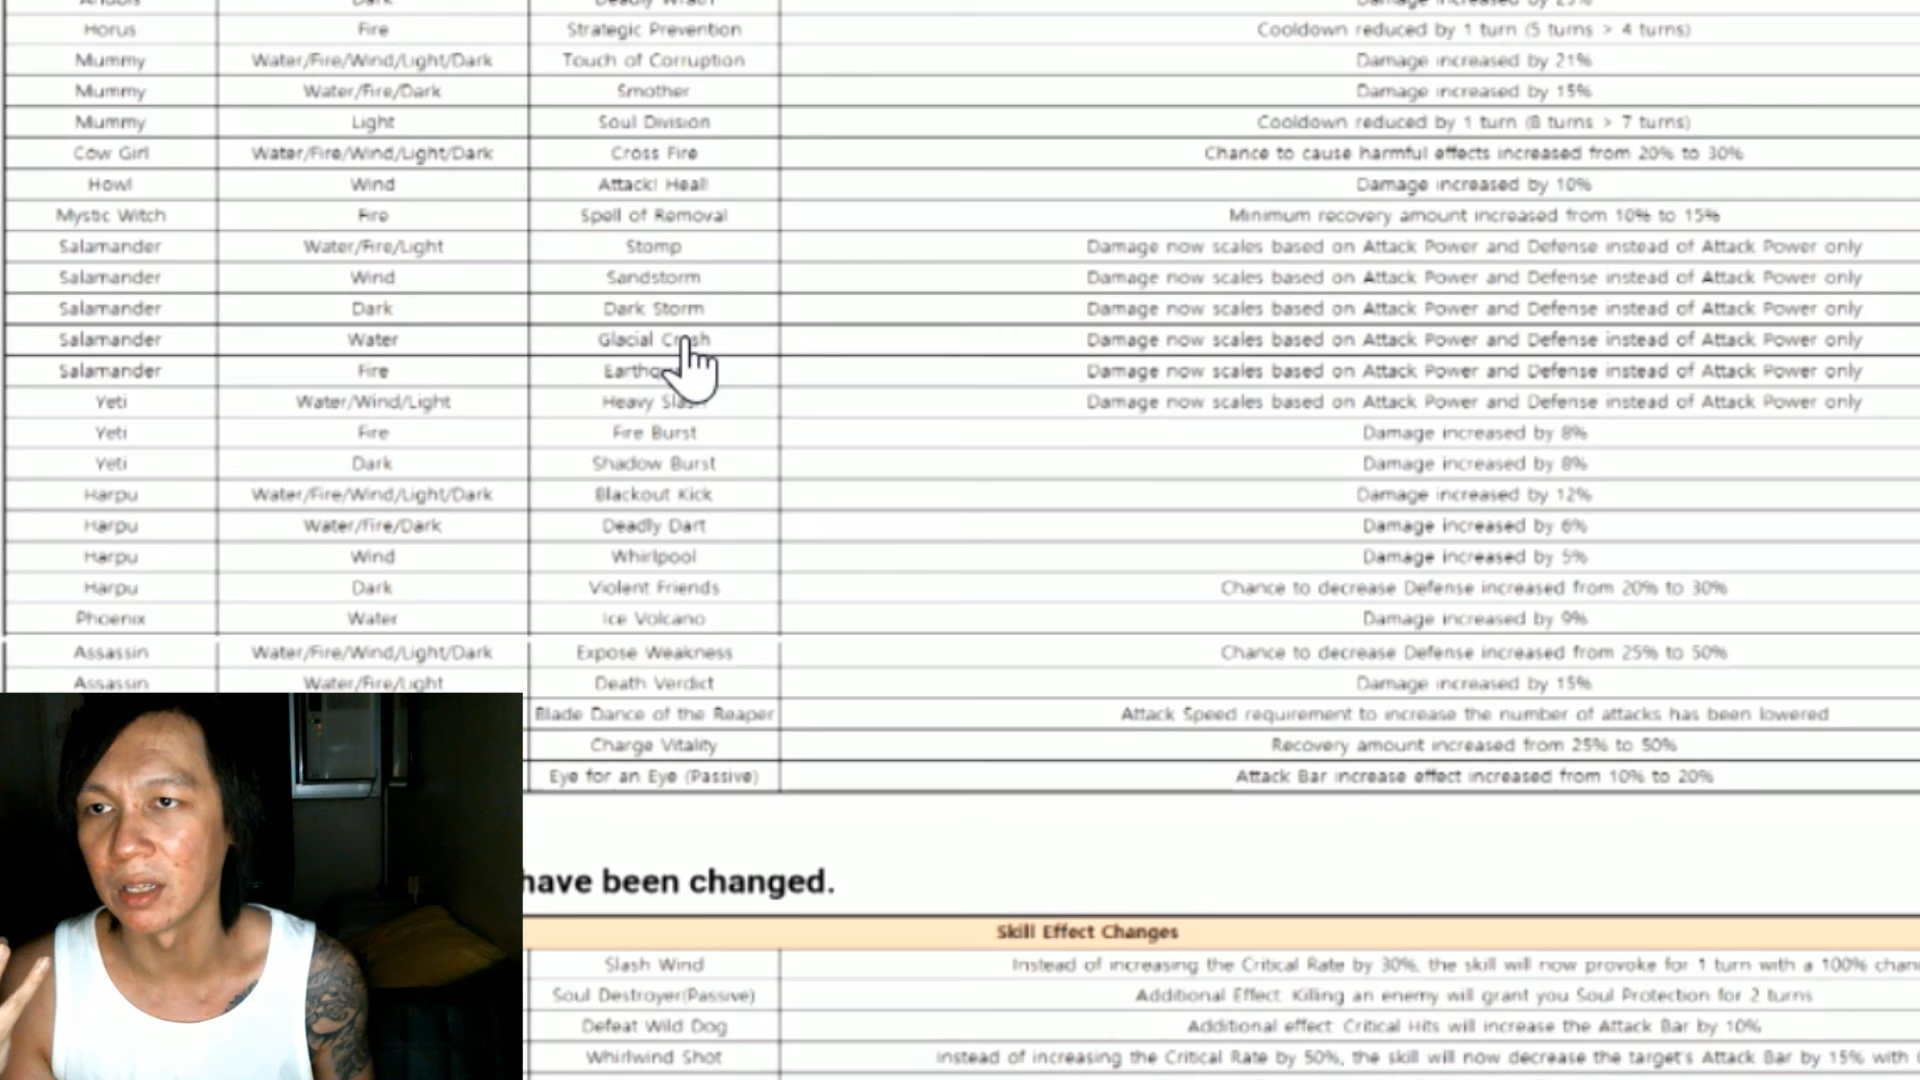 Anubis Dark Deadly Wrath Damage increased by 25%
Horus Fire Strategic Prevention Cooldown reduced by 1 turn (5 turns > 4 turns)
Mummy Water/Fire/Wind/Light/Dark Touch of Corruption Damage increased by 21%
Mummy Water/Fire/Dark Smother Damage increased by 15%
Mummy Light Soul Division Cooldown reduced by 1 turn (8 turns > 7 turns)
Cow Girl Water/Fire/Wind/Light/Dark Cross Fire Chance to cause harmful effects increased from 20% to 30%
Howl Wind Attack! Heal! Damage increased by 10%
Mystic Witch Fire Spell of Removal Minimum recovery amount increased from 10% to 15%
Salamander Water/Fire/Light Stomp Damage now scales based on Attack Power and Defense instead of Attack Power only
Salamander Wind Sandstorm Damage now scales based on Attack Power and Defense instead of Attack Power only
Salamander Dark Dark Storm Damage now scales based on Attack Power and Defense instead of Attack Power only
Salamander Water Glacial Damage now scales based on Attack Power and Defense instead of Attack Power only
Salamander Fire Damage now scales based on Attack Power and Defense instead of Attack Power only
Yeti Water/Wind/Light Heavy Slash Damage now scales based on Attack Power and Defense instead of Attack Power only
Yeti Fire Fire Burst Damage increased by 8%
Yeti Dark Shadow Burst Damage increased by 8%
Harpu Water/Fire/Wind/Light/Dark Blackout Kick Damage increased by 12%
Harpu Water/Fire/Dark Deadly Dart Damage increased by 6%
Harpu Wind Whirlpool Damage increased by 5%
Harpu Dark Violent Friends Chance to decrease Defense increased from 20% to 30%
Phoenix Water Ice Volcano Damage increased by 9%
Assassin Water/Fire/Wind/Light/Dark Expose Weakness Chance to decrease Defense increased from 25% to 50%
Assassin Water/Fire/Light Death Verdict Damage increased by 15%
Blade Dance of the Reaper Attack Speed requirement to increase the number of attacks has been lowered
Charge Vitality Recovery amount increased from 25% to 50%
Eye for an Eye (Passive) Attack Bar increase effect increased from 10% to 20%
have been changed.
Skill Effect Changes
Slash Wind Instead of increasing the Critical Rate by 30%, the skill will now provoke for 1 turn with a 100%
Soul Destroyer(Passive) Additional Effect: Killing an enemy will grant you Soul Protection for 2 turns
Defeat Wild Dog Additional effect: Critical Hits will increase the Attack Bar by 10%
Whirlwind Shot Instead of increasing the Critical Rate by 50%, the skill will now decrease the target's Attack Bar by 15% with